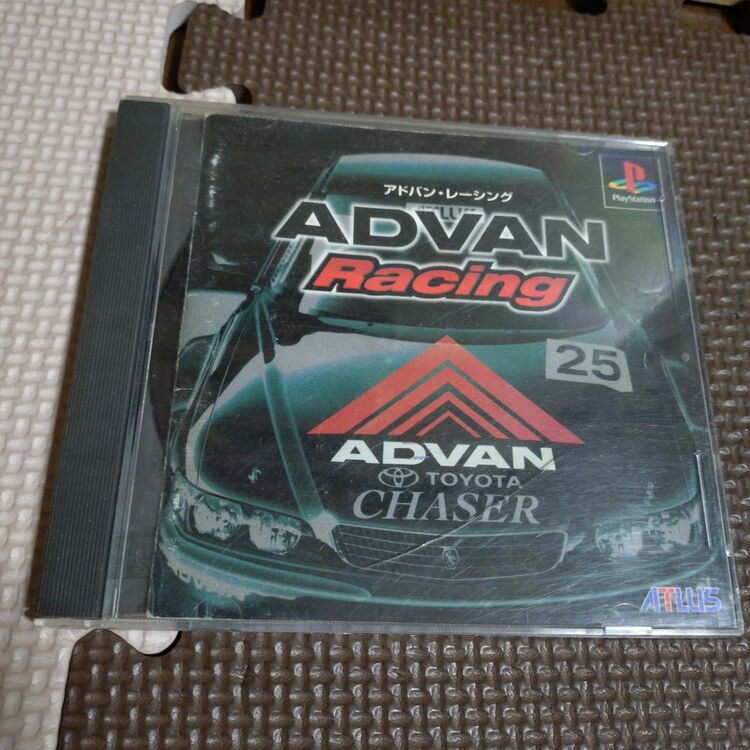 アドバン・レーシング
ADVAN
Racing
PlayStation
25
ADVAN
TOYOTA
CHASER
ATLUS